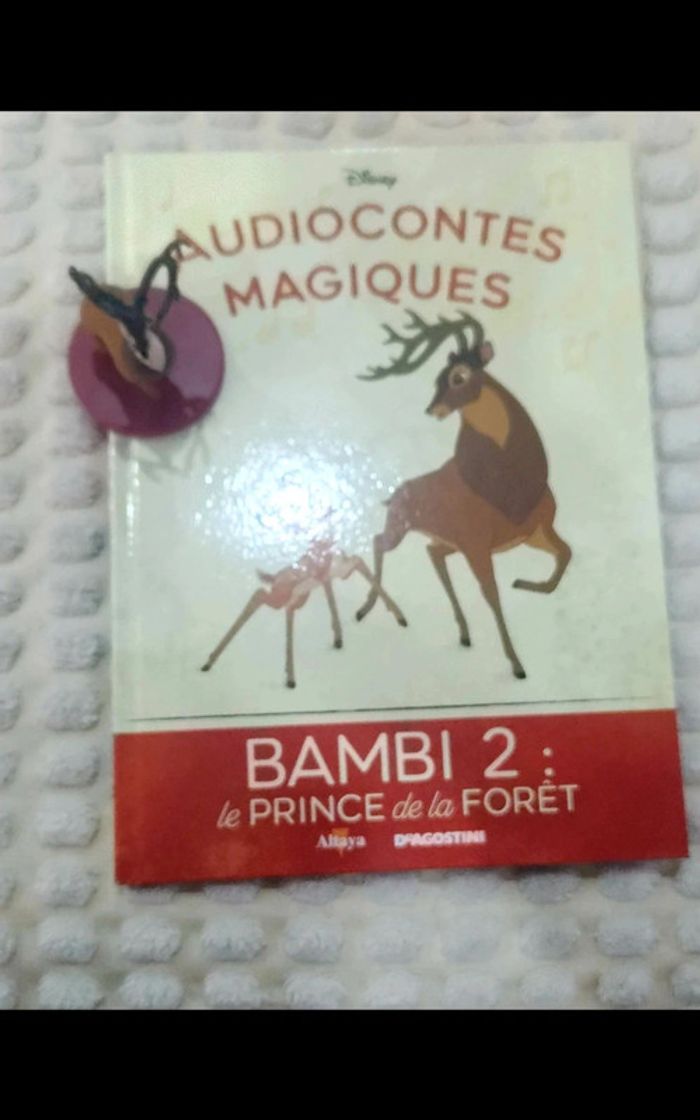 Disney
AUDIOCONTES
MAGIQUES
BAMBI 2 :
le PRINCE de la FORÊT
Altaya DEAGOSTINI